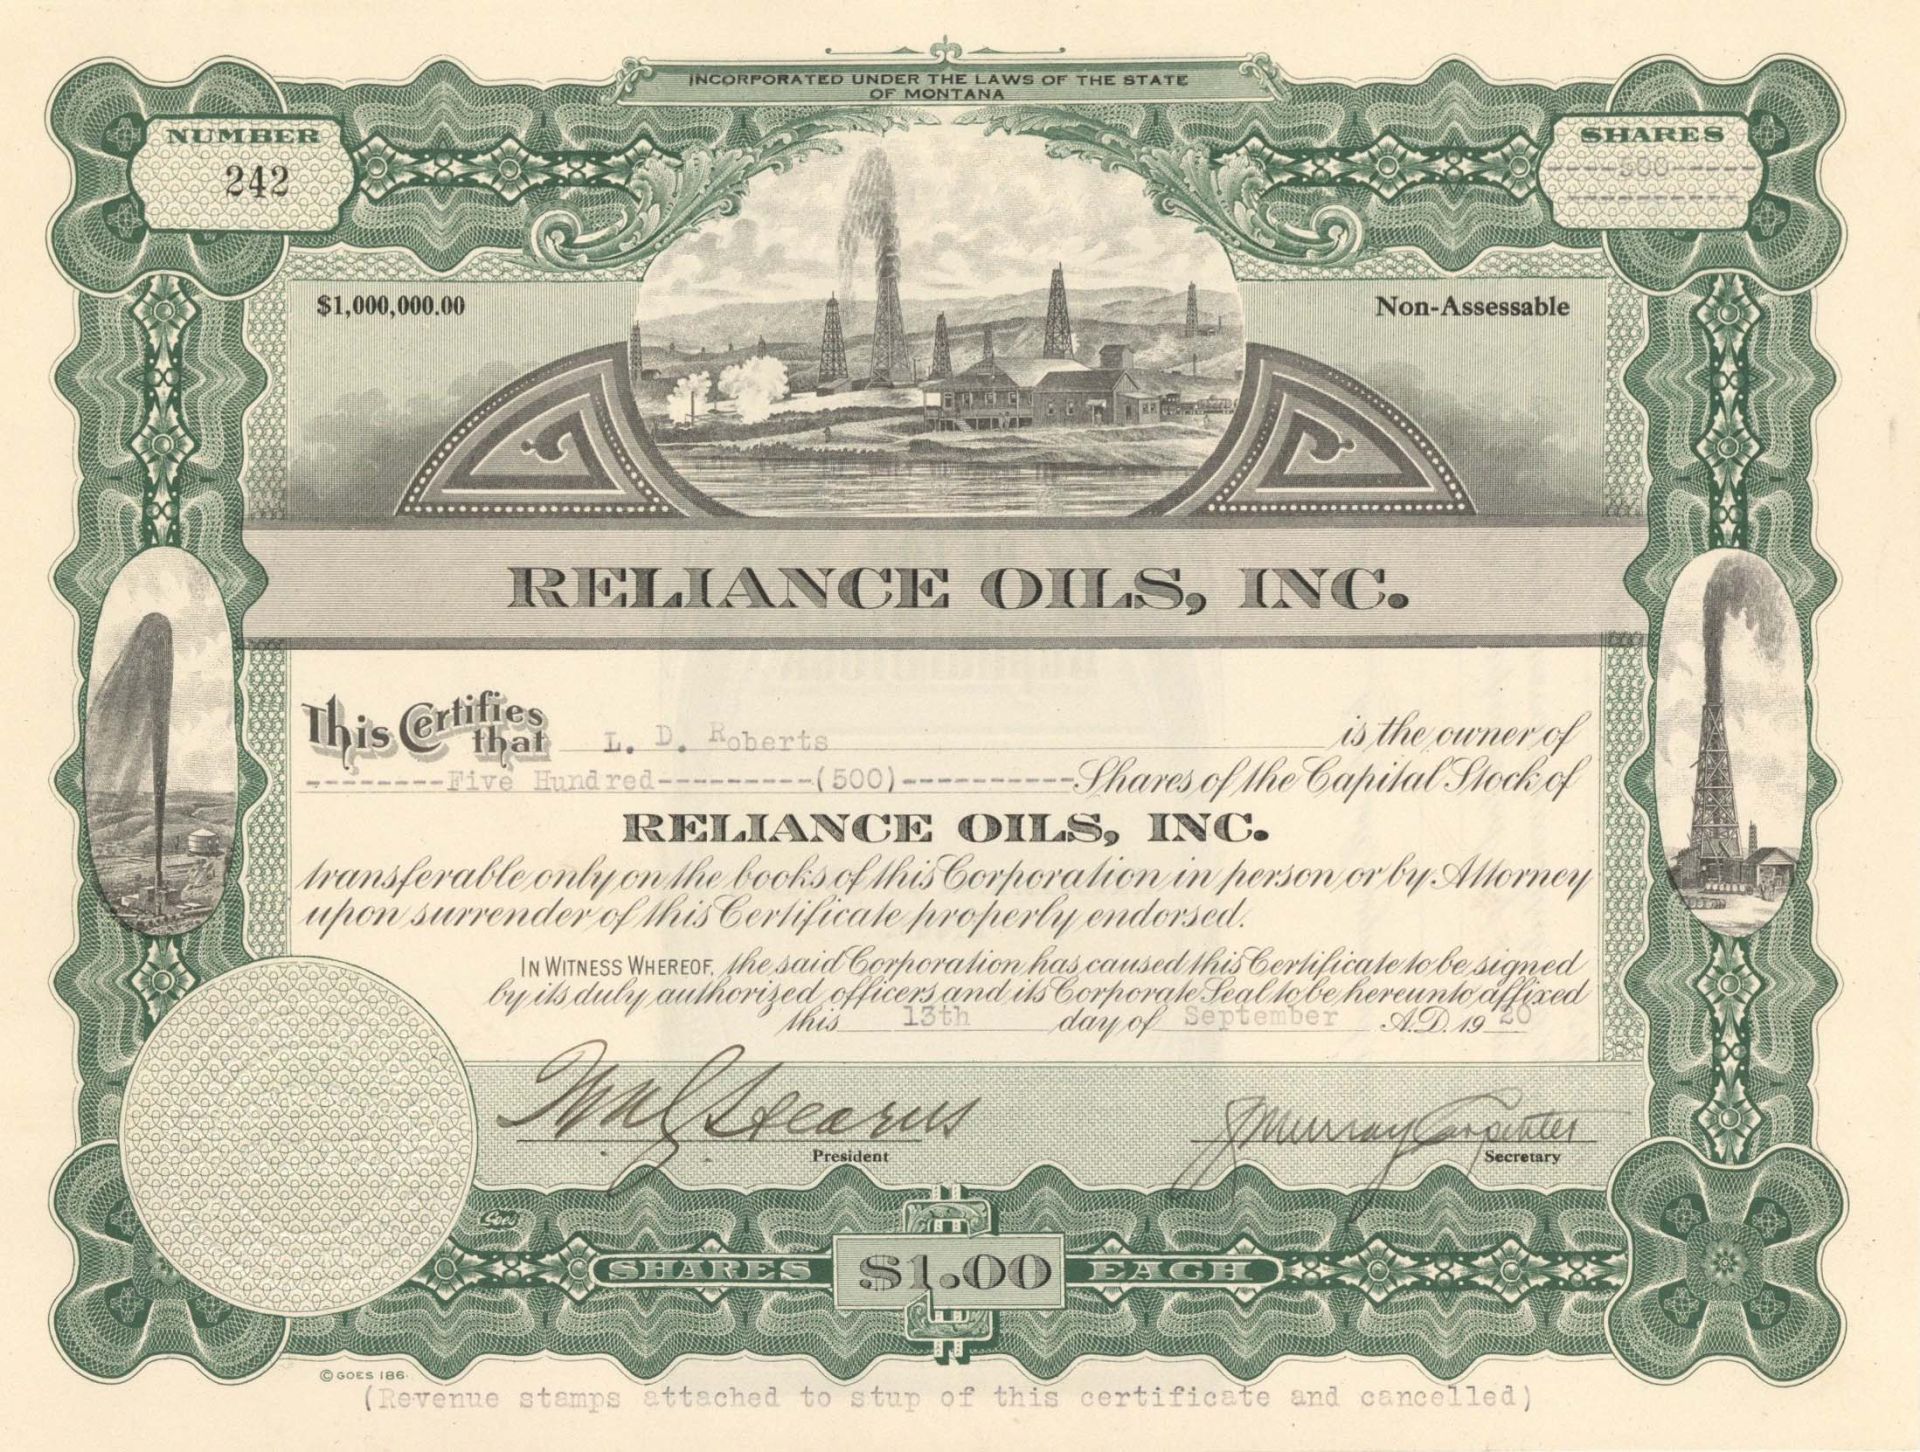 INCORPORATED UNDER THE LAWS OF THE STATE
OF MONTANA
NUMBER
242
SHARES
----500-----
$1,000,000.00
Non-Assessable
RELIANCE OILS, INC.
This Certifies that L. D. Roberts is the owner of
--------Five Hundred---------(500)----------Shares of the Capital Stock of
RELIANCE OILS, INC.
transferable only on the books of this Corporation in person or by Attorney
upon surrender of this Certificate properly endorsed.
IN WITNESS WHEREOF, the said Corporation has caused this Certificate to be signed
by its duly authorized officers and its Corporate Seal to be hereunto affixed
this 13th day of September A.D. 1920
Wm G Stearns
J Murray Carpenter
President
Secretary
Goes
SHARES $1.00 EACH
© GOES 186
(Revenue stamps attached to stup of this certificate and cancelled)